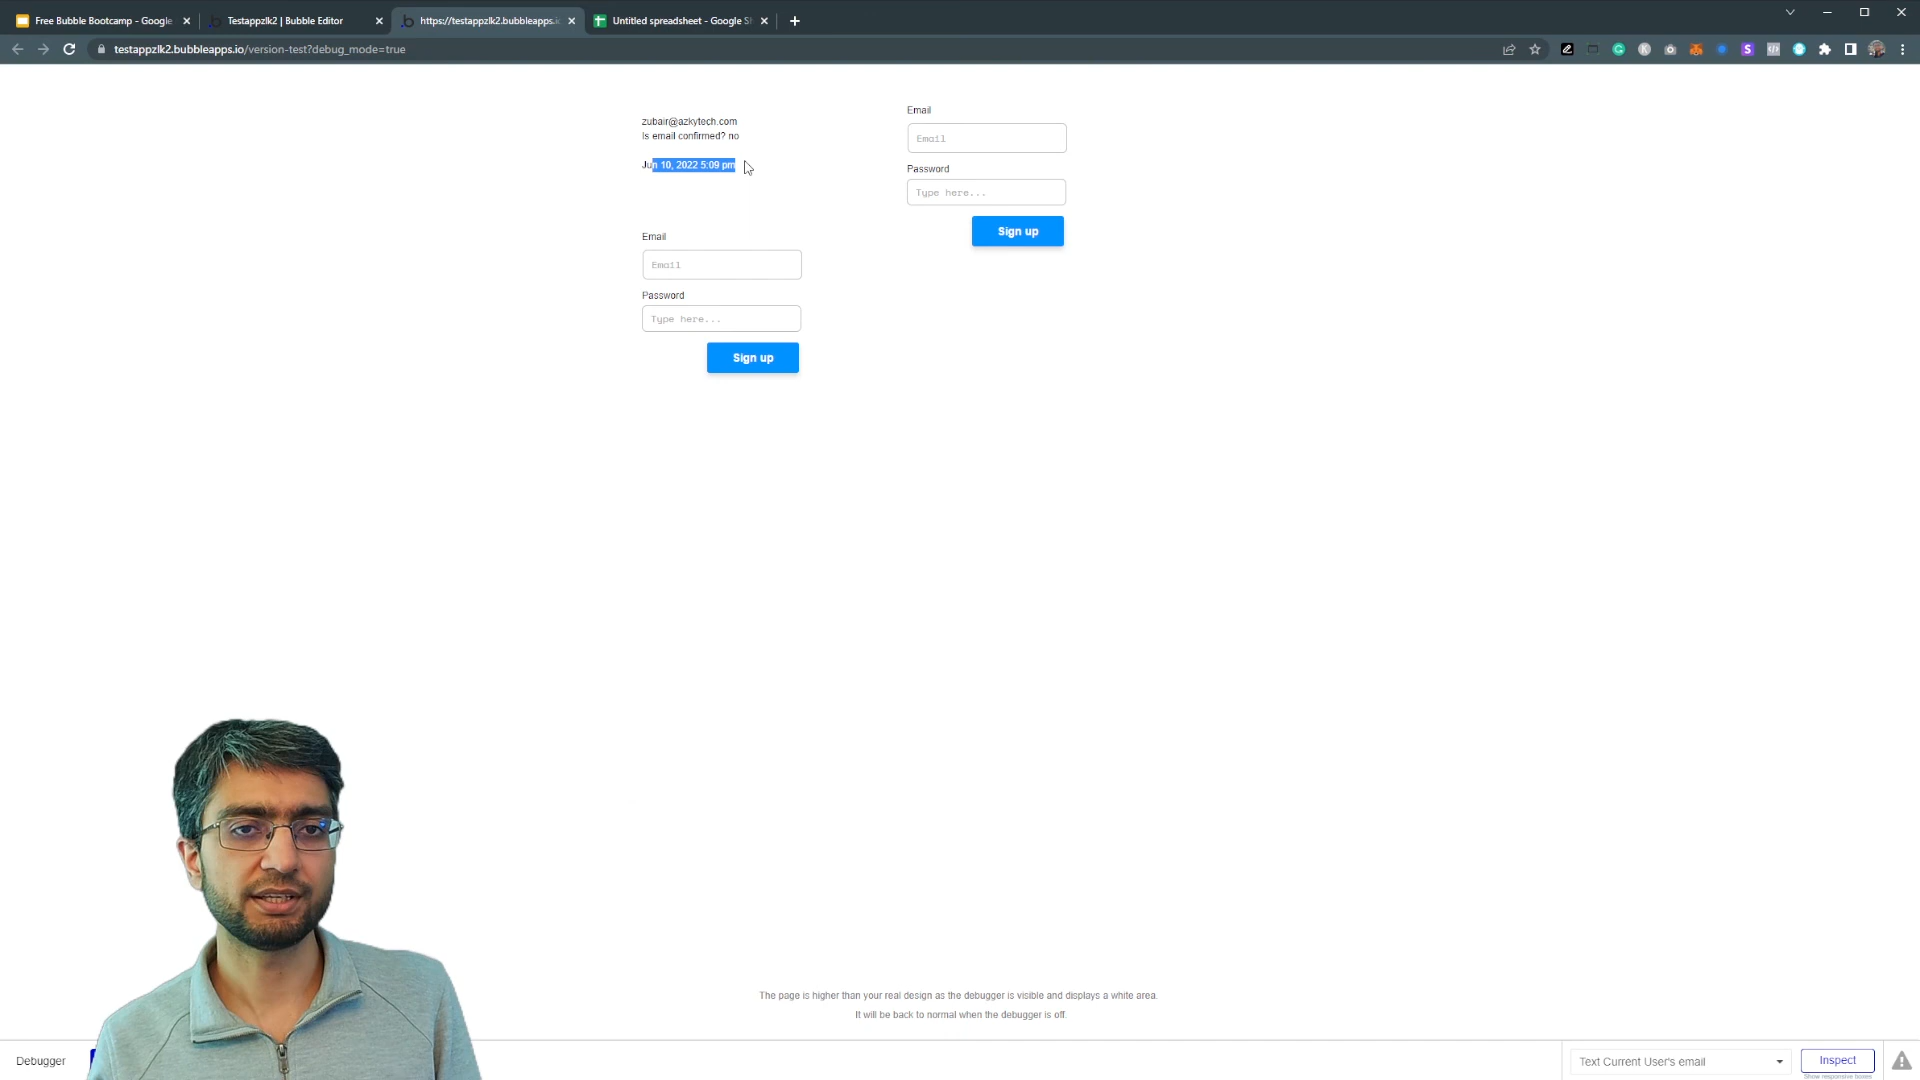 Free Bubble Bootcamp - Google
Testappzlk2 | Bubble Editor
https://testappzlk2.bubbleapps.i
Untitled spreadsheet - Google S
testappzlk2.bubbleapps.io/version-test?debug_mode=true
zubair@azkytech.com
Is email confirmed? no
Jun 10, 2022 5:09 pm
Email
Email
Password
Type here...
Sign up
Email
Email
Password
Type here...
Sign up
The page is higher than your real design as the debugger is visible and displays a white area.
It will be back to normal when the debugger is off.
Debugger
Text Current User's email
Inspect
Show responsive boxes